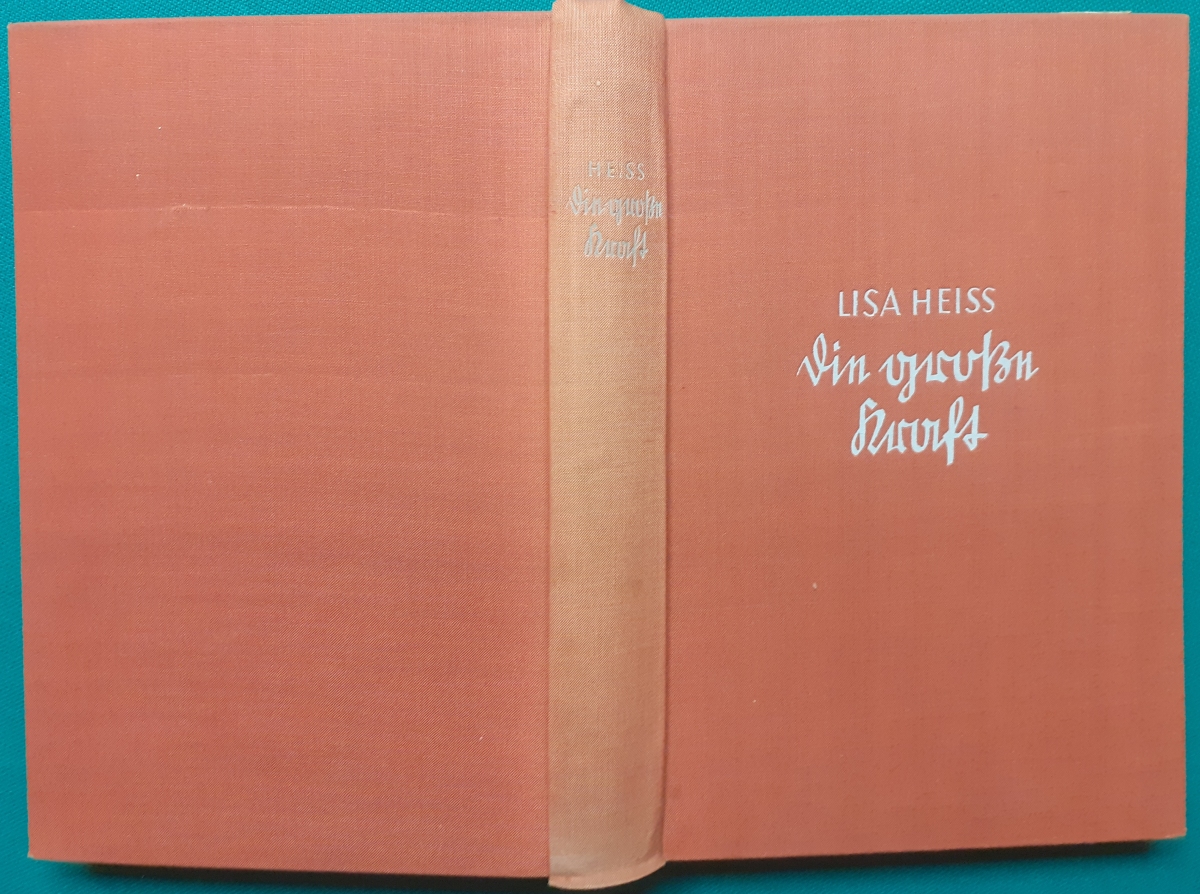 HEISS
Die große
Kraft
LISA HEISS
Die große
Kraft